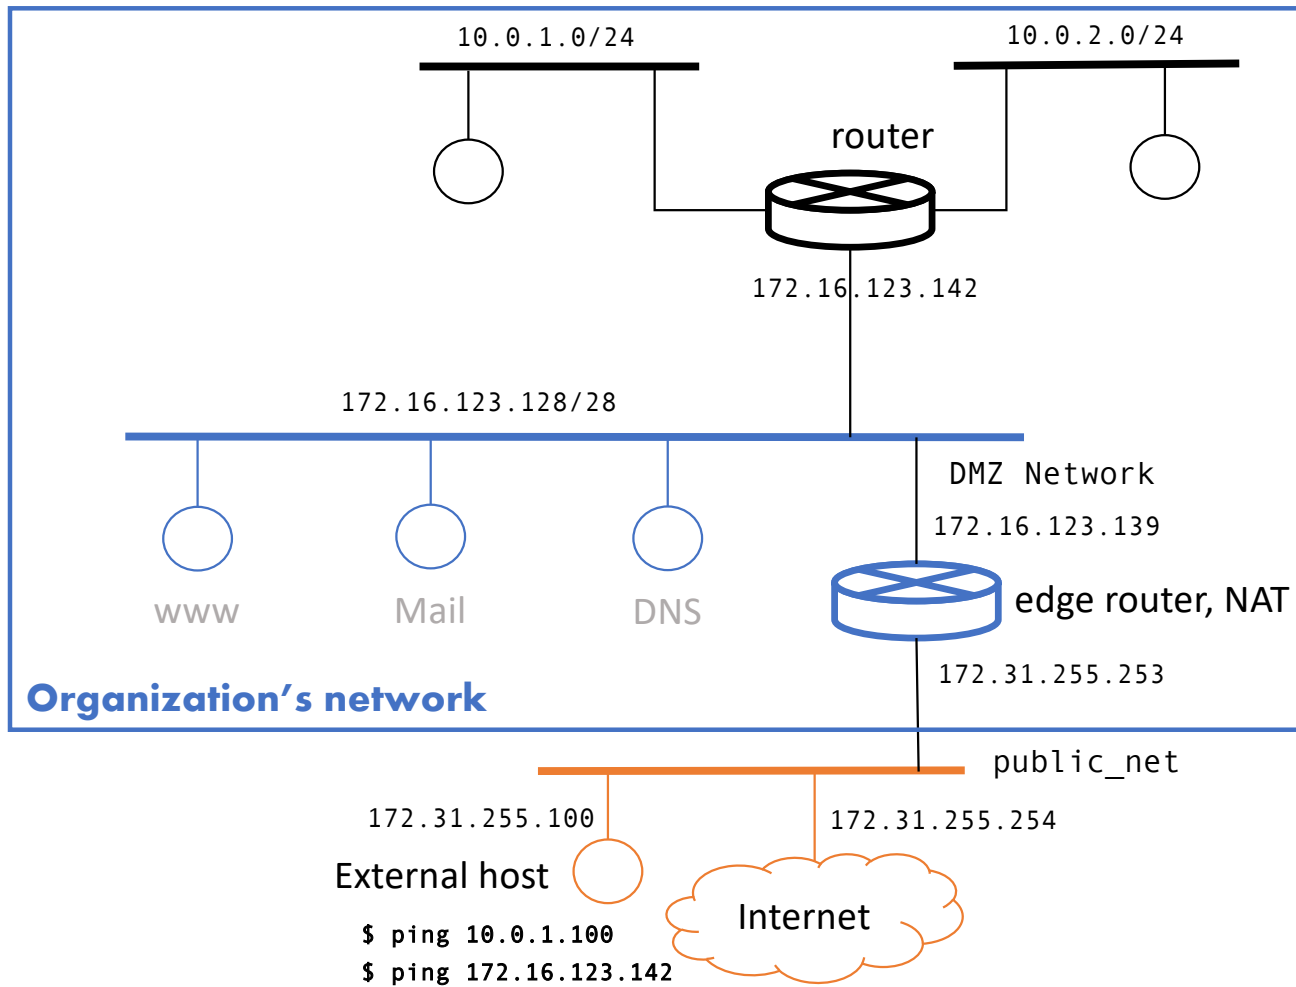 10.0.1.0/24
10.0.2.0/24
router
172.16.123.142
172.16.123.128/28
DMZ Network
172.16.123.139
www
Mail
DNS
edge router, NAT
172.31.255.253
Organization's network
public_net
172.31.255.100
172.31.255.254
External host
Internet
$ ping 10.0.1.100
$ ping 172.16.123.142